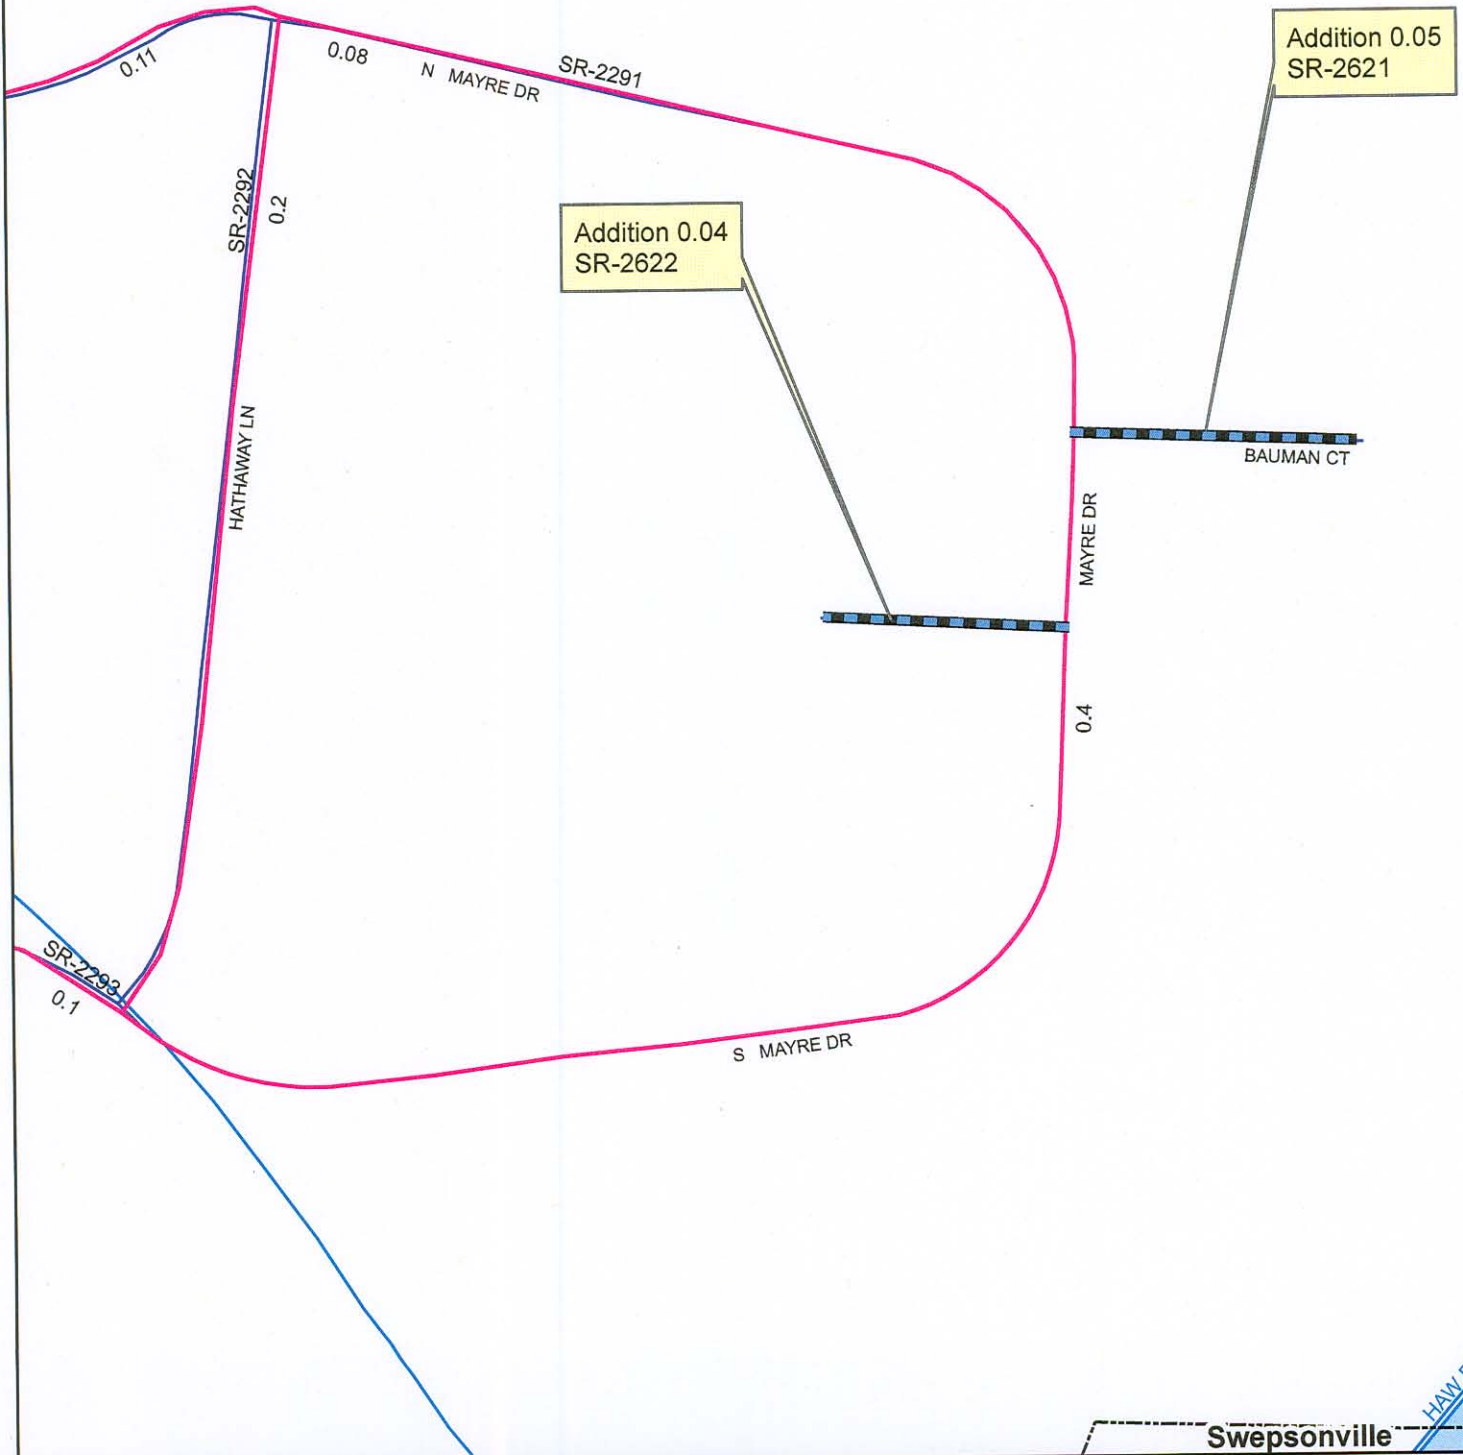 Addition 0.05
SR-2621
0.11
0.08
N MAYRE DR
SR-2291
SR-2292
0.2
Addition 0.04
SR-2622
HATHAWAY LN
BAUMAN CT
MAYRE DR
0.4
SR-2293
0.1
S MAYRE DR
HAW
Swepsonville